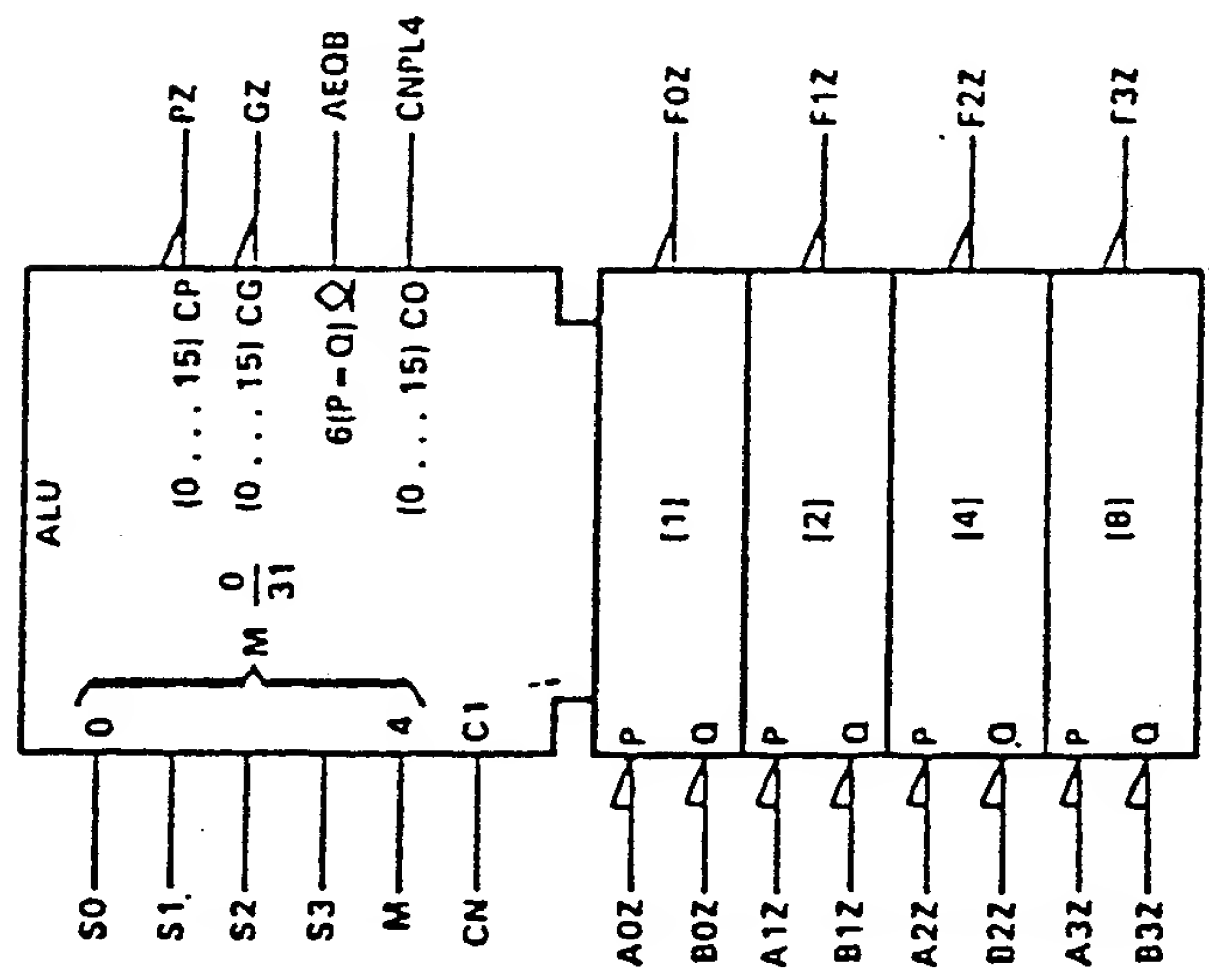 ALU
S0
0
S1
S2
S3
M
4
CN
C1
M 0/31
(0 . . . 15) CP
PZ
(0 . . . 15) CG
GZ
6(P = Q)
AEQB
(0 . . . 15) CO
CNPL4
A0Z
P
B0Z
Q
[1]
F0Z
A1Z
P
B1Z
Q
[2]
F1Z
A2Z
P
B2Z
Q
[4]
F2Z
A3Z
P
B3Z
Q
[8]
F3Z